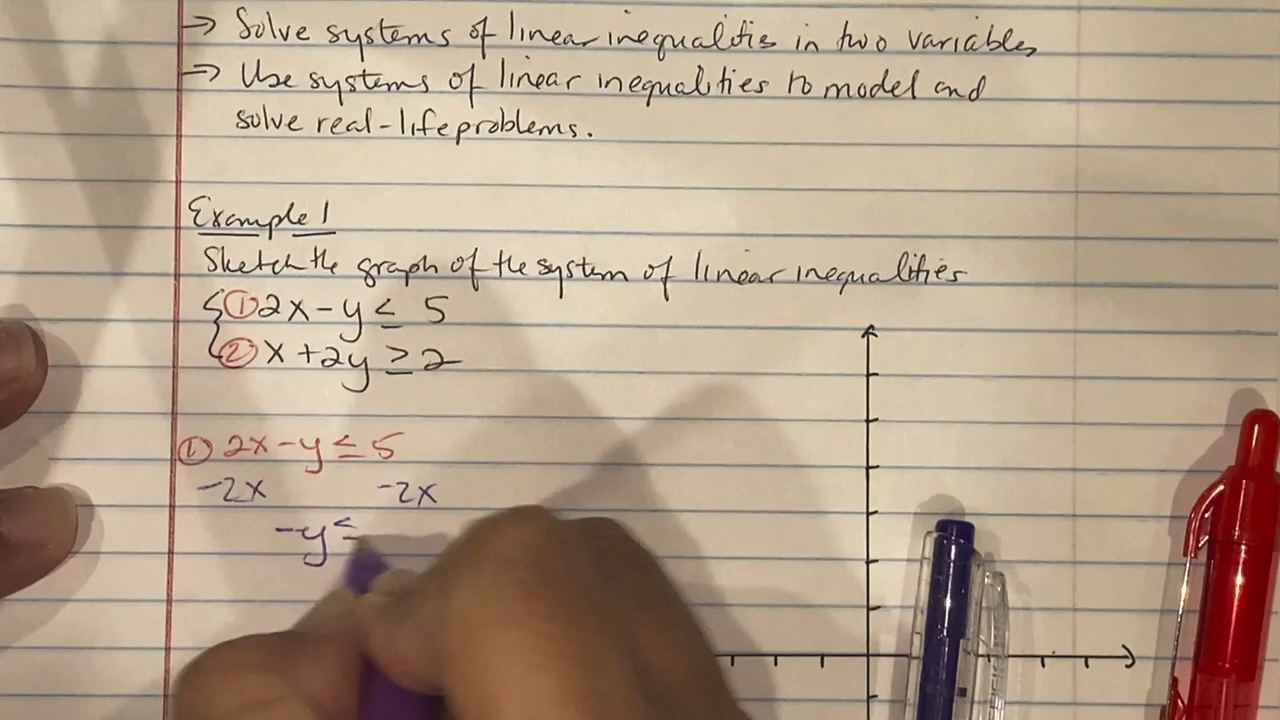 → Solve systems of linear inequalities in two variables
→ Use systems of linear inequalities to model and
solve real-life problems.
Example 1
Sketch the graph of the system of linear inequalities
{ ① 2x - y ≤ 5
② x + 2y ≥ 2
① 2x - y ≤ 5
-2x -2x
-y ≤